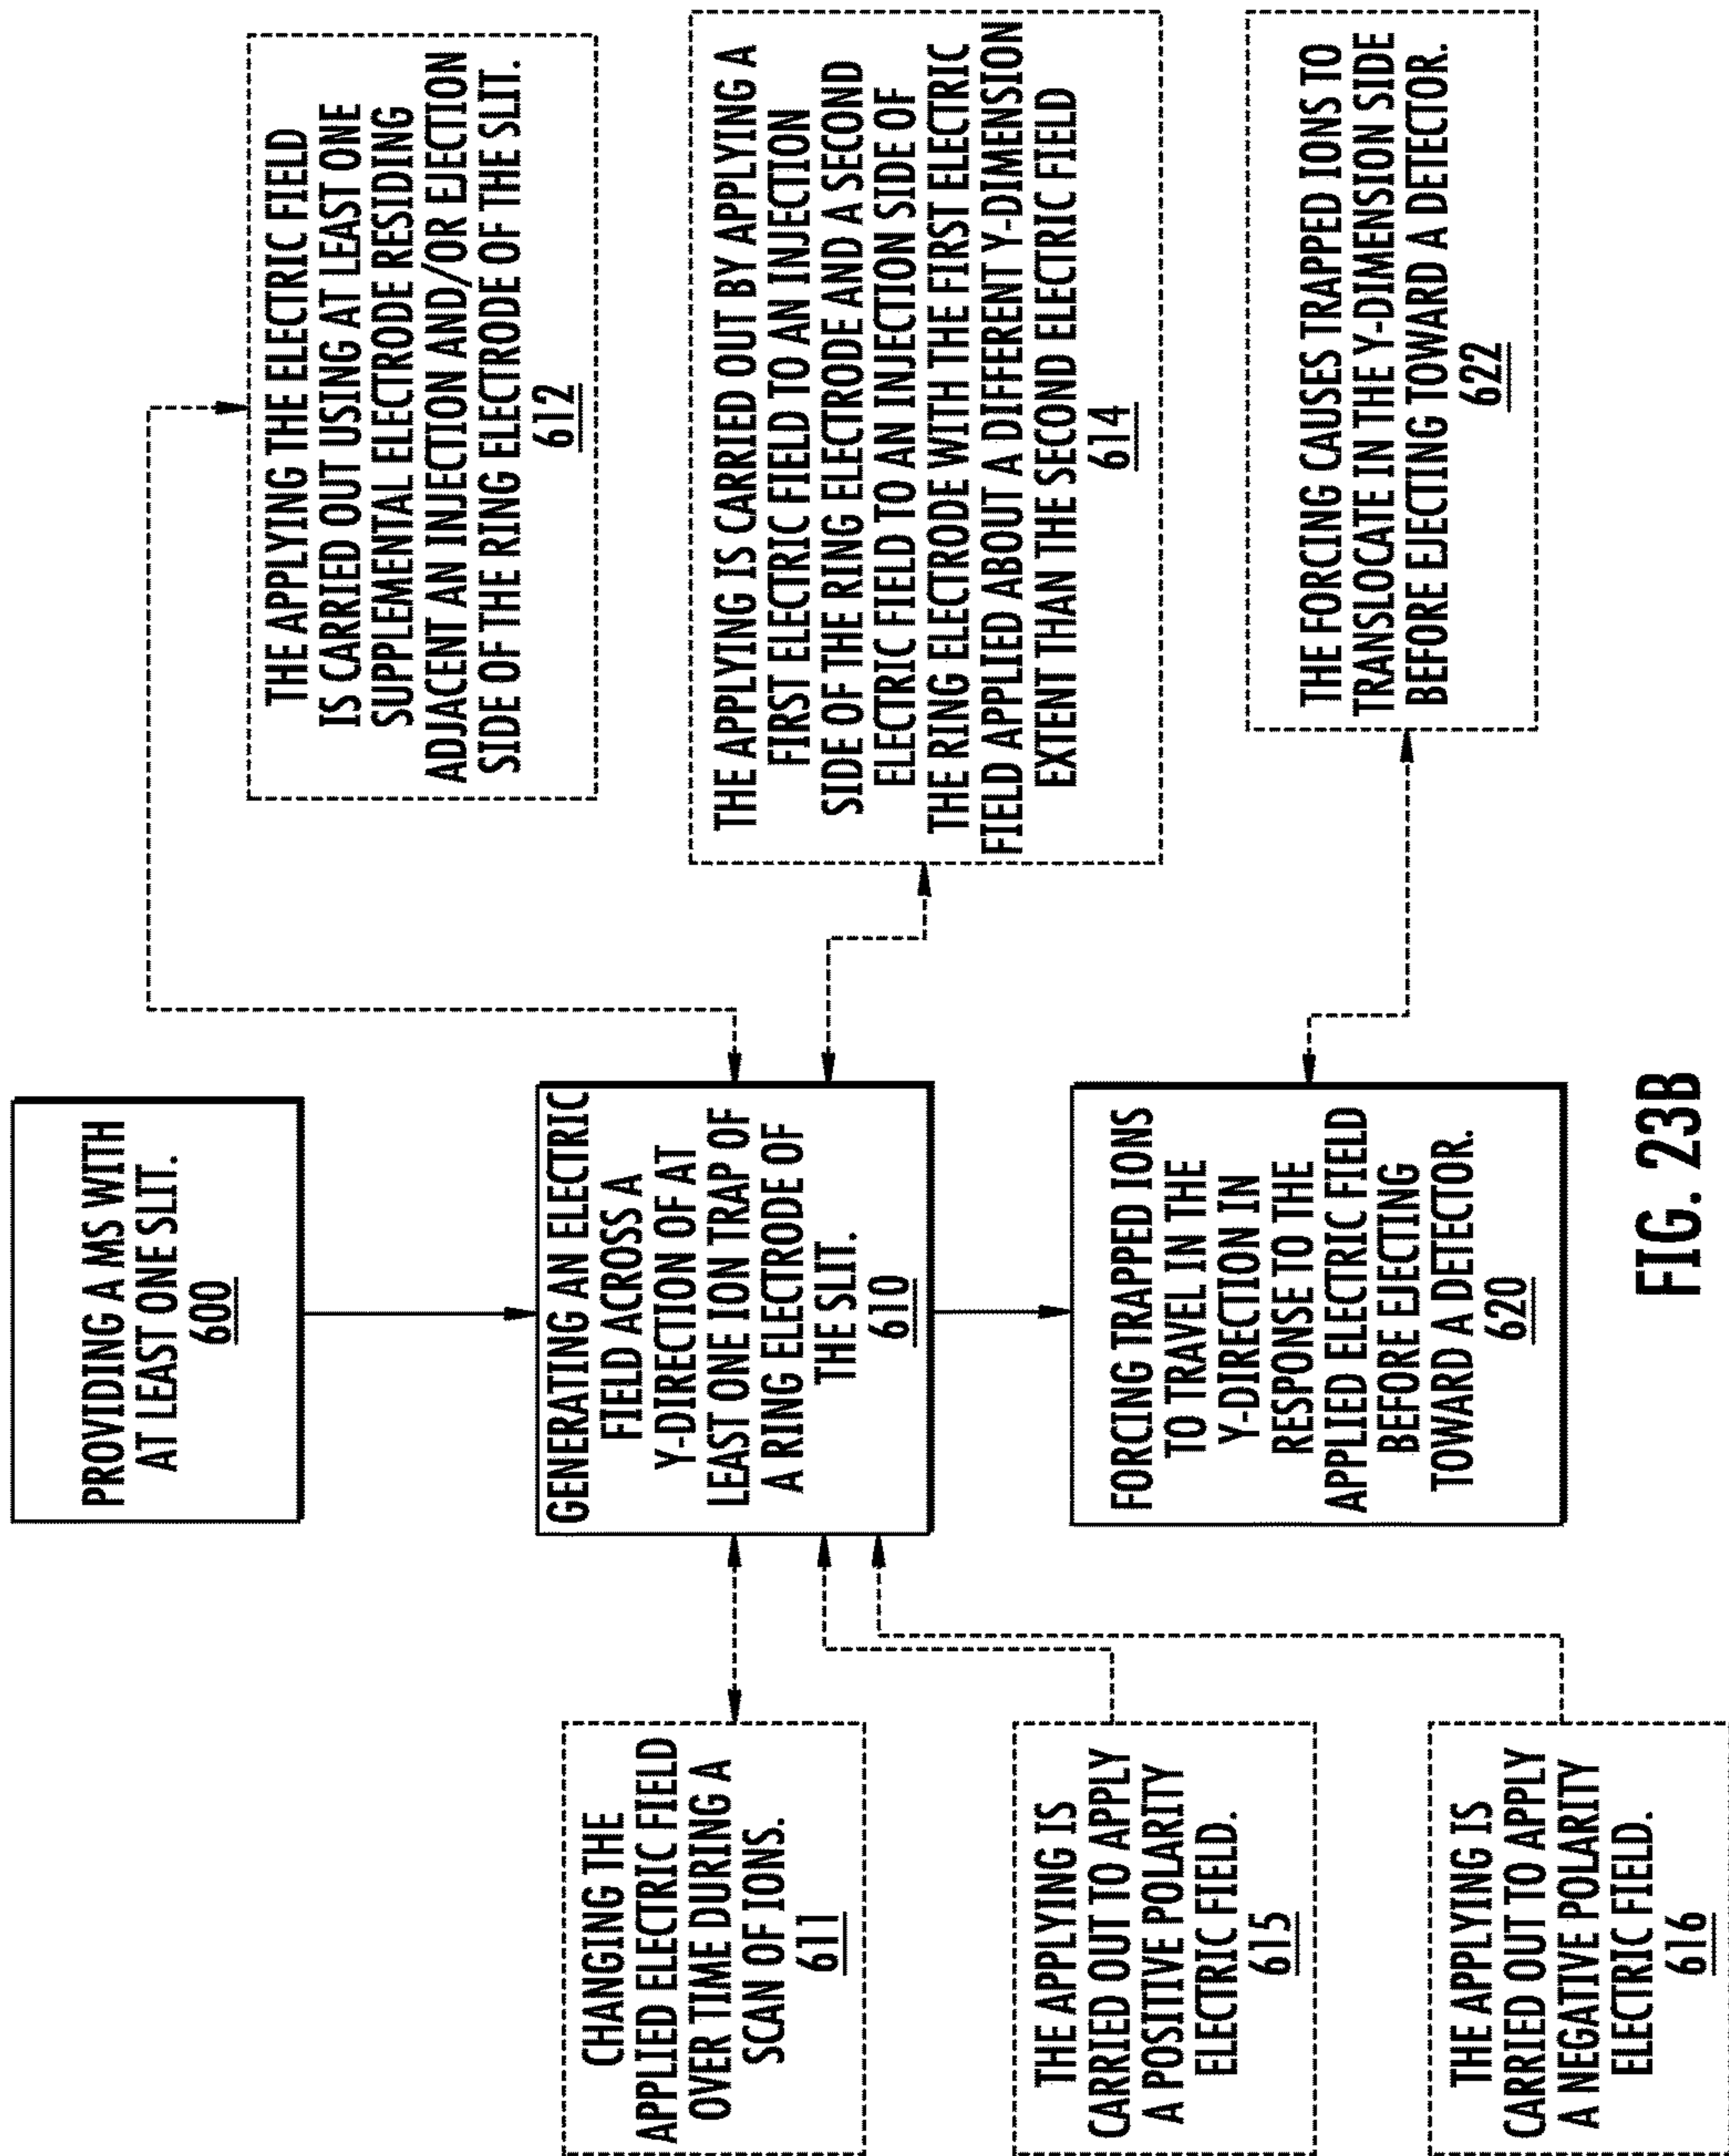 PROVIDING A MS WITH
AT LEAST ONE SLIT.
600
GENERATING AN ELECTRIC
FIELD ACROSS A
Y-DIRECTION OF AT
LEAST ONE ION TRAP OF
A RING ELECTRODE OF
THE SLIT.
610
FORCING TRAPPED IONS
TO TRAVEL IN THE
Y-DIRECTION IN
RESPONSE TO THE
APPLIED ELECTRIC FIELD
BEFORE EJECTING
TOWARD A DETECTOR.
620
CHANGING THE
APPLIED ELECTRIC FIELD
OVER TIME DURING A
SCAN OF IONS.
611
THE APPLYING IS
CARRIED OUT TO APPLY
A POSITIVE POLARITY
ELECTRIC FIELD.
615
THE APPLYING IS
CARRIED OUT TO APPLY
A NEGATIVE POLARITY
ELECTRIC FIELD.
616
THE APPLYING THE ELECTRIC FIELD
IS CARRIED OUT USING AT LEAST ONE
SUPPLEMENTAL ELECTRODE RESIDING
ADJACENT AN INJECTION AND/OR EJECTION
SIDE OF THE RING ELECTRODE OF THE SLIT.
612
THE APPLYING IS CARRIED OUT BY APPLYING A
FIRST ELECTRIC FIELD TO AN INJECTION
SIDE OF THE RING ELECTRODE AND A SECOND
ELECTRIC FIELD TO AN INJECTION SIDE OF
THE RING ELECTRODE WITH THE FIRST ELECTRIC
FIELD APPLIED ABOUT A DIFFERENT Y-DIMENSION
EXTENT THAN THE SECOND ELECTRIC FIELD
614
THE FORCING CAUSES TRAPPED IONS TO
TRANSLOCATE IN THE Y-DIMENSION SIDE
BEFORE EJECTING TOWARD A DETECTOR.
622
FIG. 23B